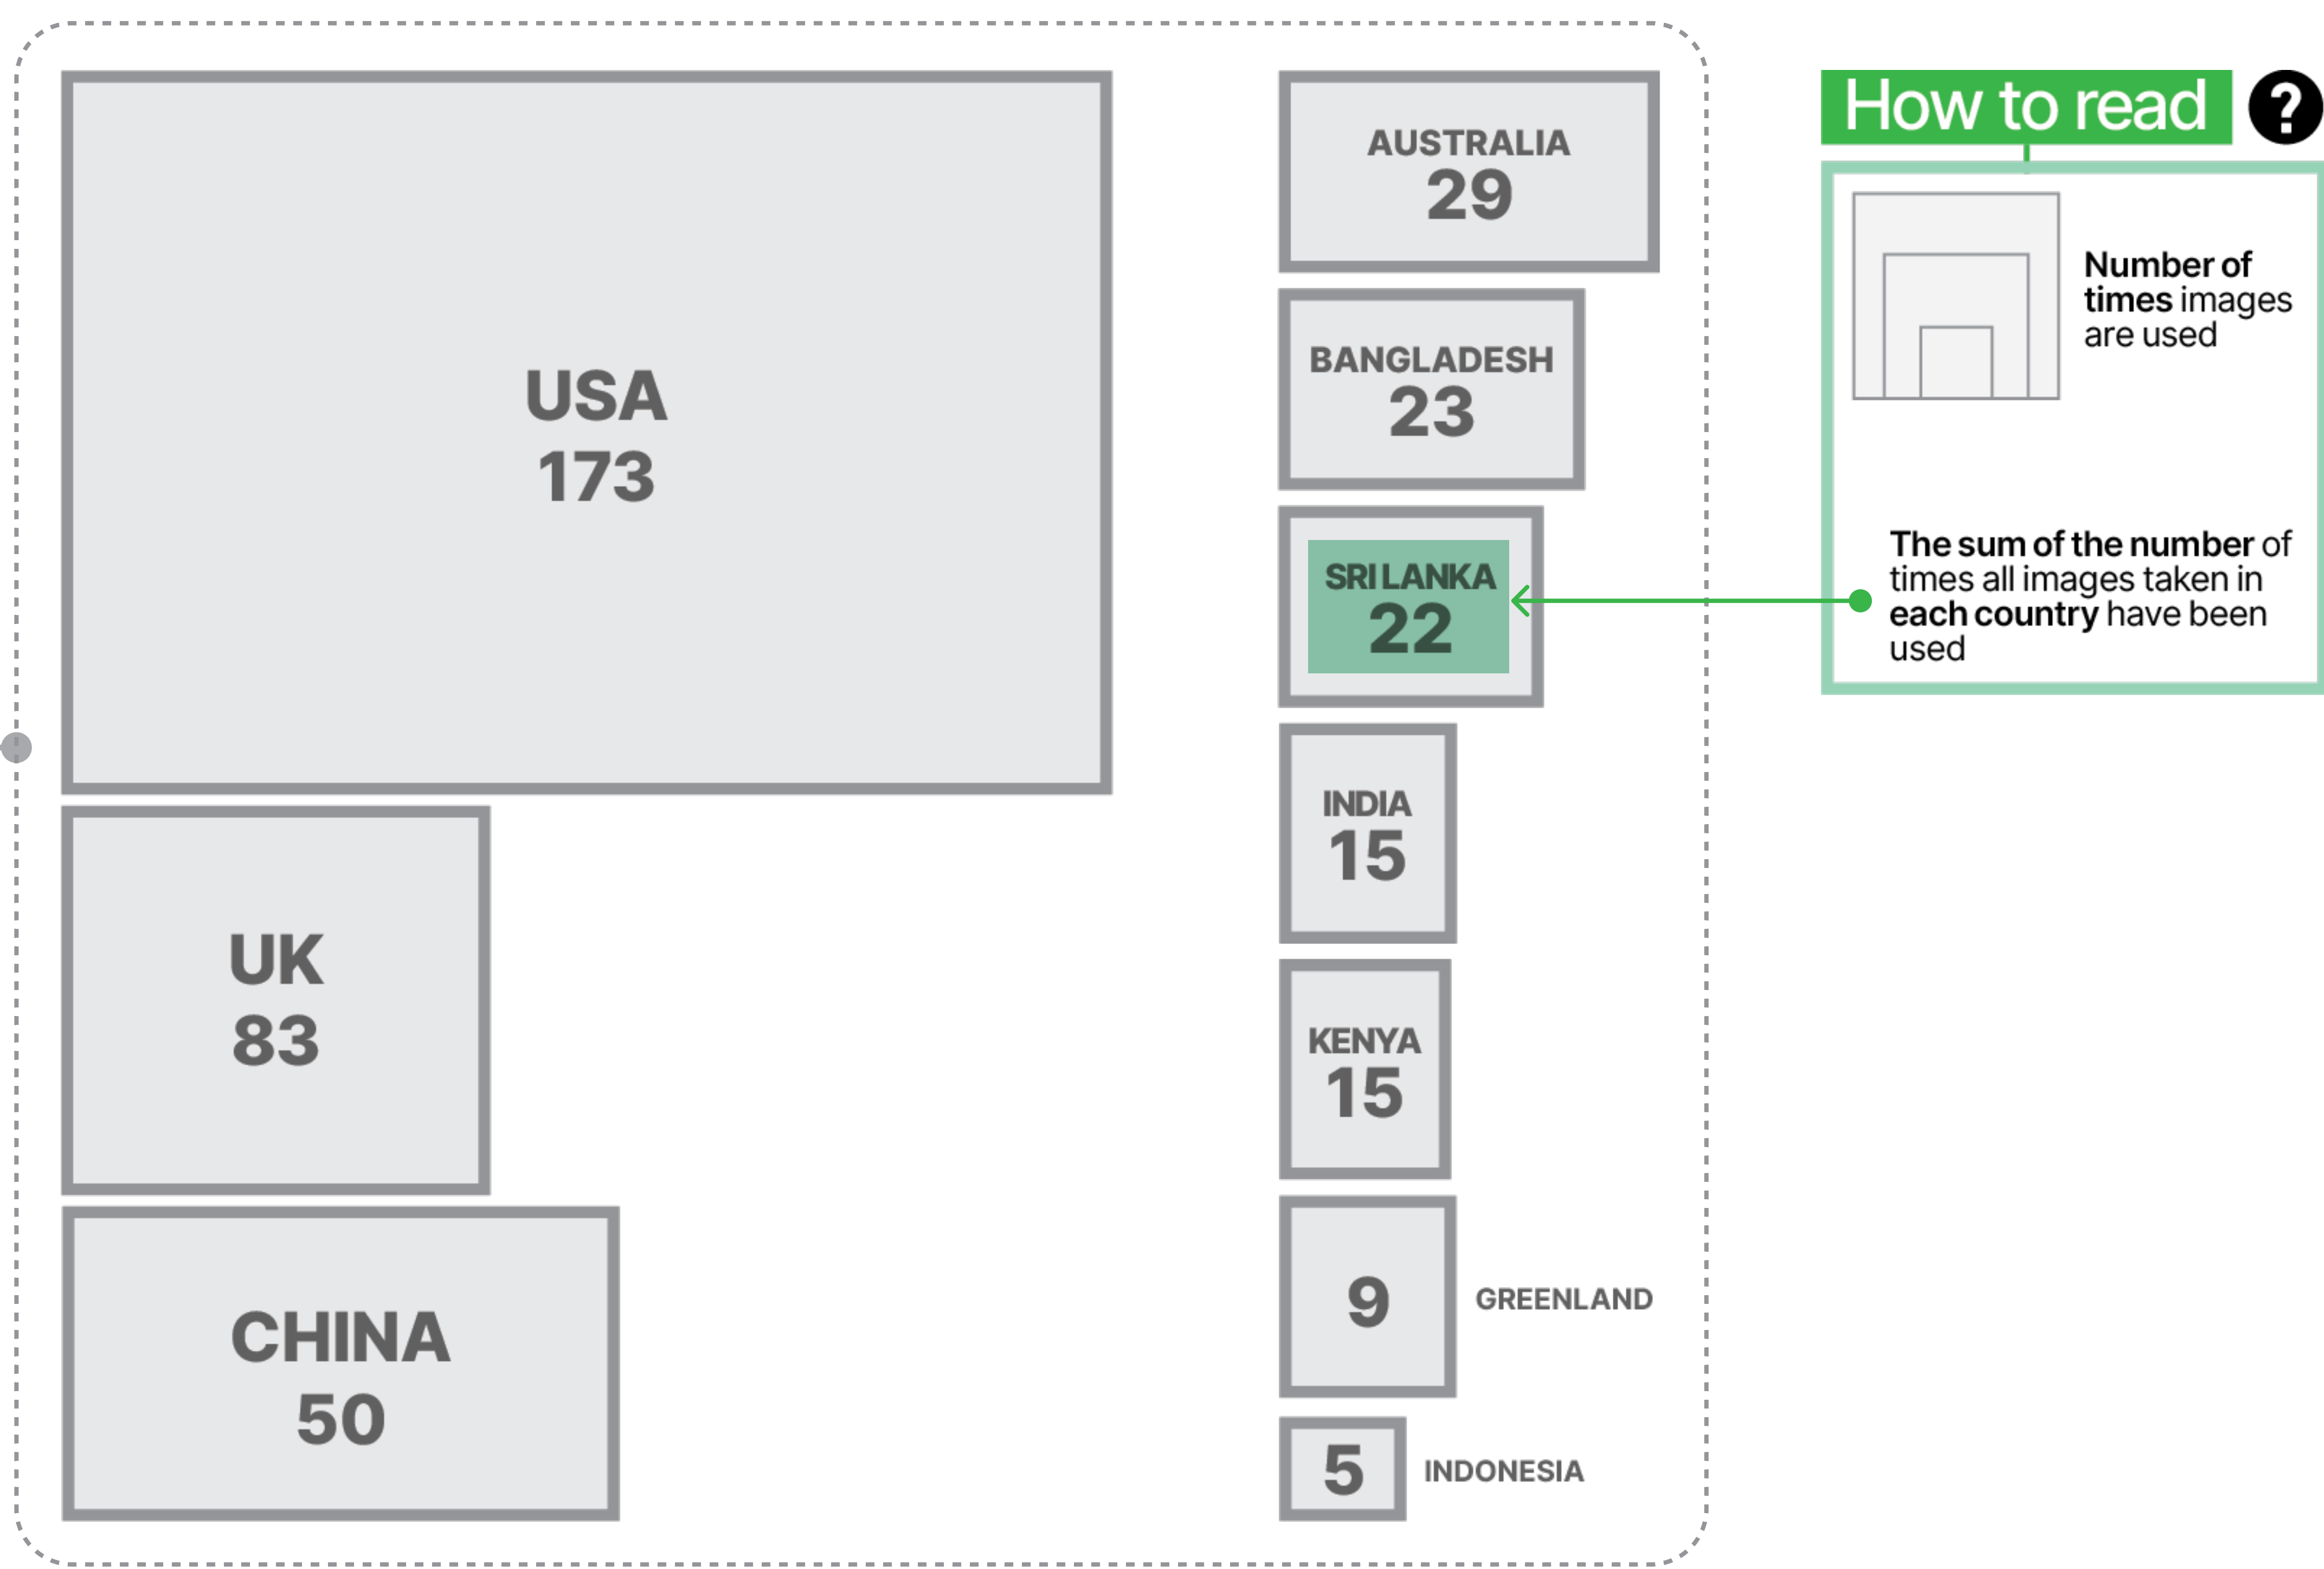 USA
173
UK
83
CHINA
50
AUSTRALIA
29
BANGLADESH
23
SRI LANKA
22
INDIA
15
KENYA
15
9
GREENLAND
5
INDONESIA
How to read ?
Number of
times images
are used
The sum of the number of
times all images taken in
each country have been
used